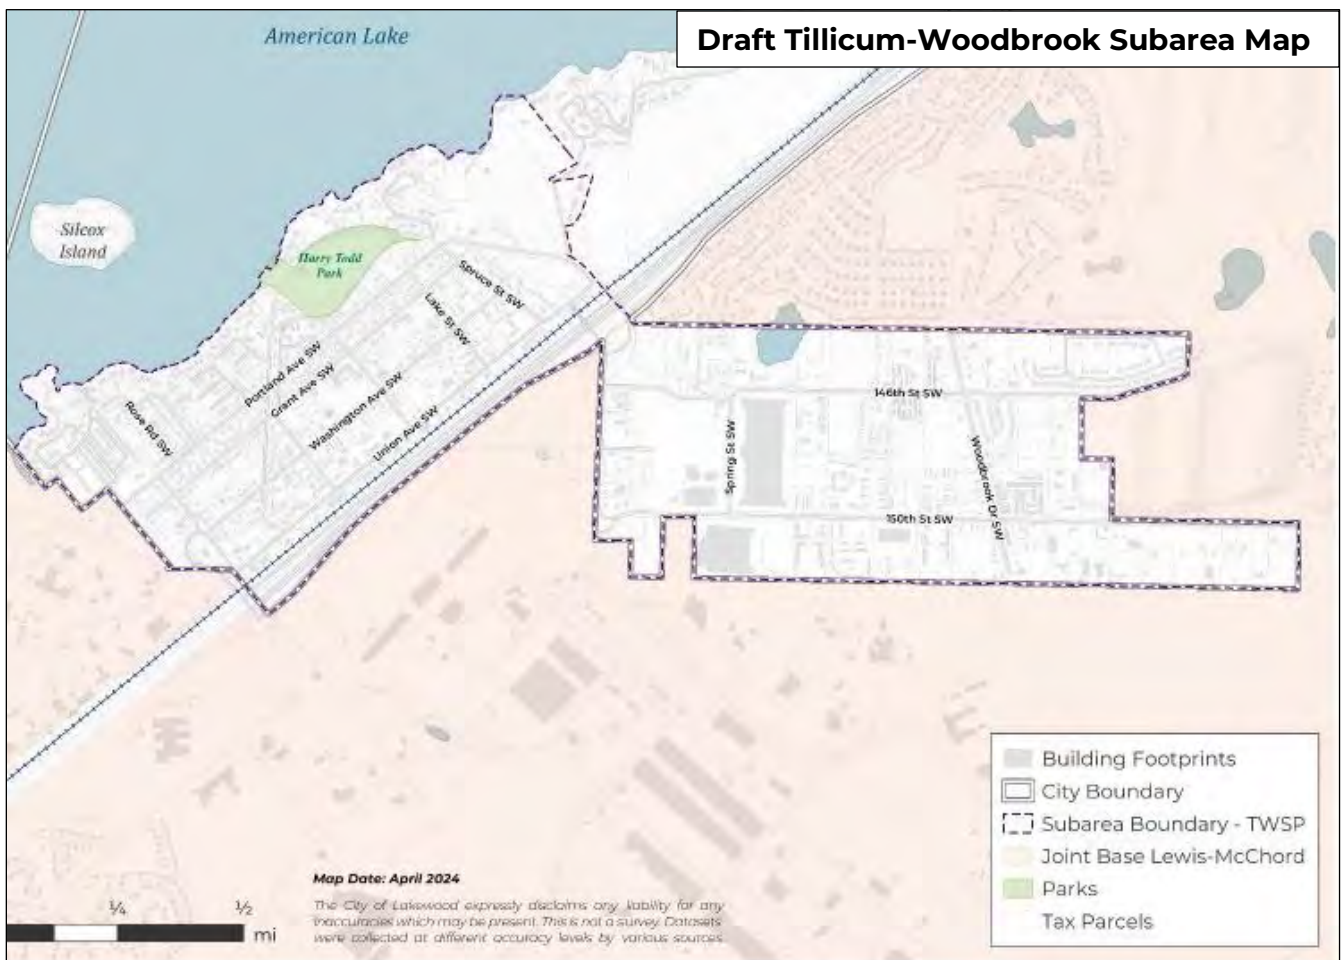 American Lake
Draft Tillicum-Woodbrook Subarea Map
Silcox
Island
Harry Todd
Park
Spruce St SW
Lake St SW
Portland Ave SW
Grant Ave SW
Washington Ave SW
Union Ave SW
Rose Rd SW
146th St SW
Spring St SW
Woodbrook Dr SW
150th St SW
Building Footprints
City Boundary
Subarea Boundary - TWSP
Joint Base Lewis-McChord
Parks
Tax Parcels
Map Date: April 2024
The City of Lakewood expressly disclaims any liability for any
inaccuracies which may be present. This is not a survey. Datasets
were collected at different accuracy levels by various sources.
¼ ½
mi